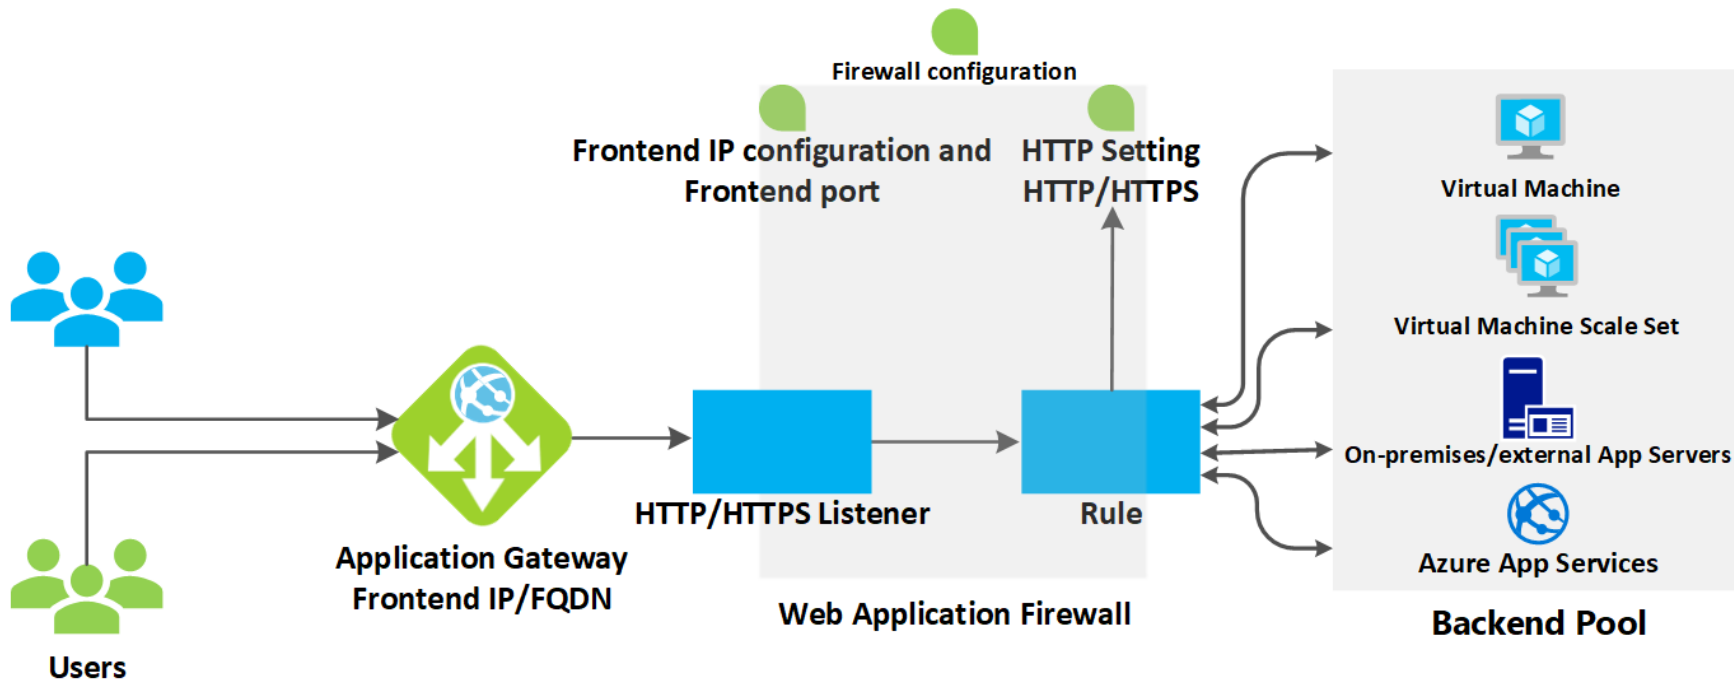 Firewall configuration
Frontend IP configuration and
Frontend port
HTTP Setting
HTTP/HTTPS
Virtual Machine
Virtual Machine Scale Set
On-premises/external App Servers
Azure App Services
Backend Pool
HTTP/HTTPS Listener
Rule
Application Gateway
Frontend IP/FQDN
Web Application Firewall
Users